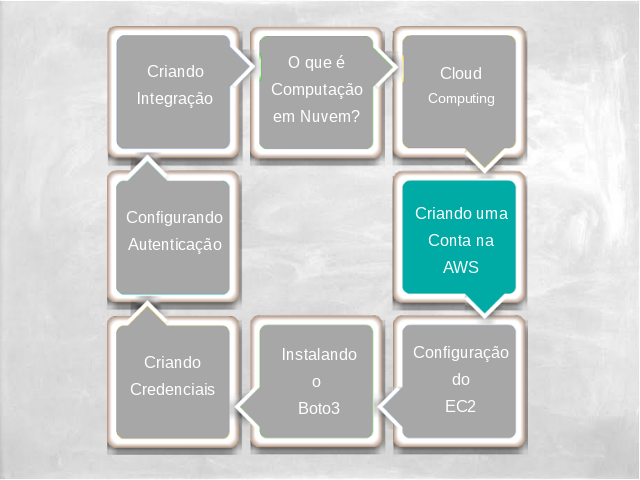 Criando
Integração
O que é
Computação
em Nuvem?
Cloud
Computing
Configurando
Autenticação
Criando uma
Conta na
AWS
Criando
Credenciais
Instalando
o
Boto3
Configuração
do
EC2